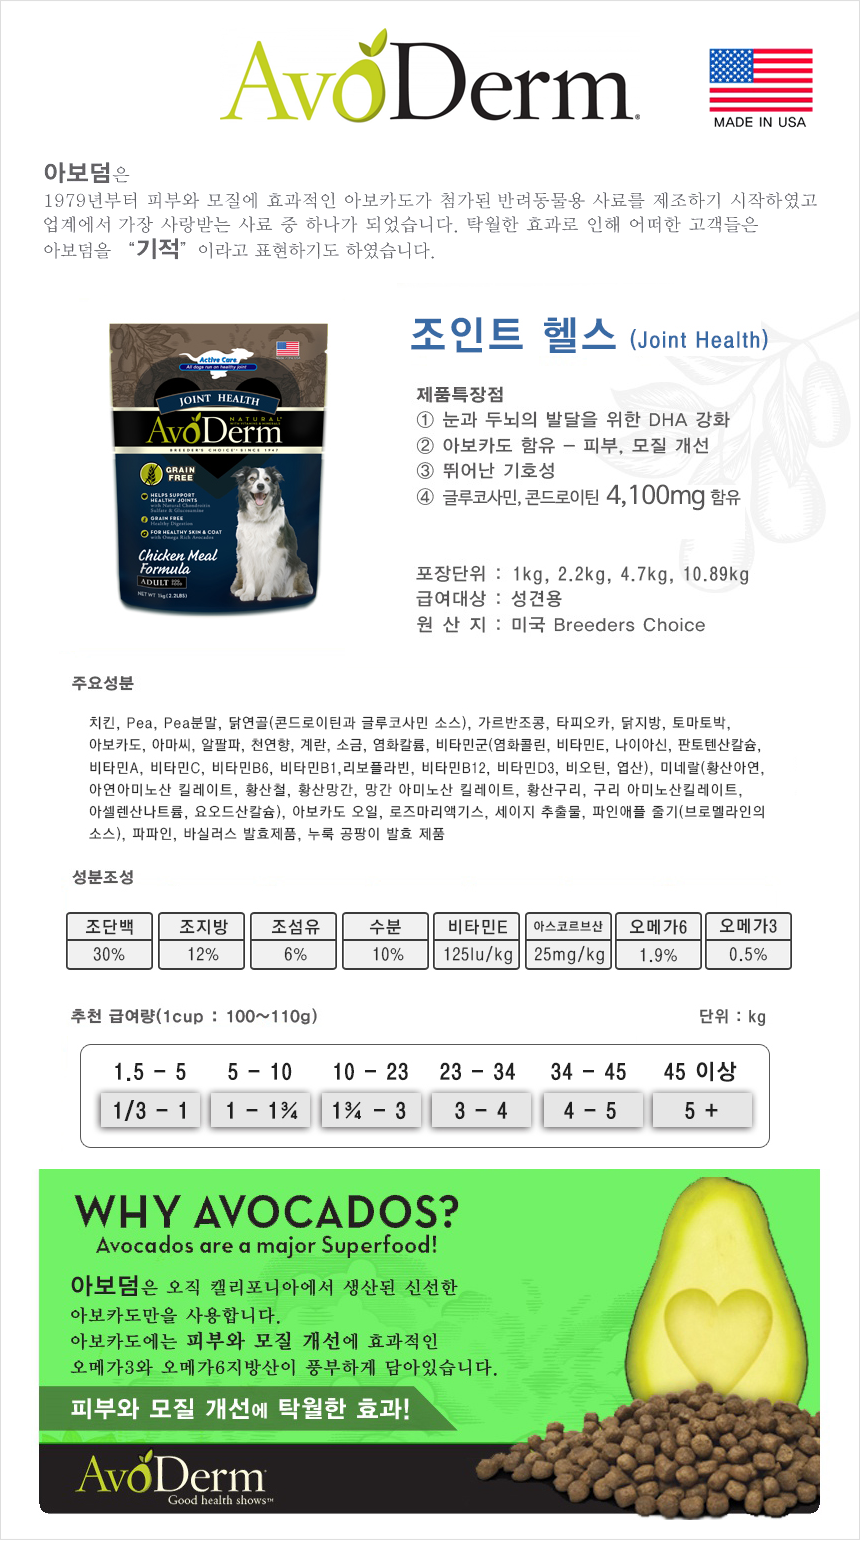 AvoDerm®
MADE IN USA
아보덤은
1979년부터 피부와 모질에 효과적인 아보카도가 첨가된 반려동물용 사료를 제조하기 시작하였고
업계에서 가장 사랑받는 사료 중 하나가 되었습니다. 탁월한 효과로 인해 어떠한 고객들은
아보덤을 “기적” 이라고 표현하기도 하였습니다.
Active Care
All dogs run on healthy joint
JOINT HEALTH
NATURAL
AvoDerm
BREEDER'S CHOICE SINCE 1947
GRAIN
FREE
HELPS SUPPORT
HEALTHY JOINTS
with Natural Chondroitin
Sulfate & Glucosamine
GRAIN FREE
Healthy Digestion
FOR HEALTHY SKIN & COAT
with Omega Rich Avocados
Chicken Meal
Formula
ADULT DOG FOOD
NET WT 1kg(2.2LBS)
조인트 헬스 (Joint Health)
제품특장점
① 눈과 두뇌의 발달을 위한 DHA 강화
② 아보카도 함유 – 피부, 모질 개선
③ 뛰어난 기호성
④ 글루코사민, 콘드로이틴 4,100mg 함유
포장단위 : 1kg, 2.2kg, 4.7kg, 10.89kg
급여대상 : 성견용
원 산 지 : 미국 Breeders Choice
주요성분
치킨, Pea, Pea분말, 닭연골(콘드로이틴과 글루코사민 소스), 가르반조콩, 타피오카, 닭지방, 토마토박,
아보카도, 아마씨, 알팔파, 천연향, 계란, 소금, 염화칼륨, 비타민군(염화콜린, 비타민E, 나이아신, 판토텐산칼슘,
비타민A, 비타민C, 비타민B6, 비타민B1,리보플라빈, 비타민B12, 비타민D3, 비오틴, 엽산), 미네랄(황산아연,
아연아미노산 킬레이트, 황산철, 황산망간, 망간 아미노산 킬레이트, 황산구리, 구리 아미노산킬레이트,
아셀렌산나트륨, 요오드산칼슘), 아보카도 오일, 로즈마리액기스, 세이지 추출물, 파인애플 줄기(브로멜라인의
소스), 파파인, 바실러스 발효제품, 누룩 공팡이 발효 제품
성분조성
조단백 조지방 조섬유 수분 비타민E 아스코르브산 오메가6 오메가3
30% 12% 6% 10% 125lu/kg 25mg/kg 1.9% 0.5%
추천 급여량(1cup : 100~110g) 단위 : kg
1.5 – 5 5 – 10 10 – 23 23 – 34 34 – 45 45 이상
1/3 – 1 1 – 1¾ 1¾ – 3 3 – 4 4 – 5 5 +
WHY AVOCADOS?
Avocados are a major Superfood!
아보덤은 오직 캘리포니아에서 생산된 신선한
아보카도만을 사용합니다.
아보카도에는 피부와 모질 개선에 효과적인
오메가3와 오메가6지방산이 풍부하게 담아있습니다.
피부와 모질 개선에 탁월한 효과!
AvoDerm
Good health shows™